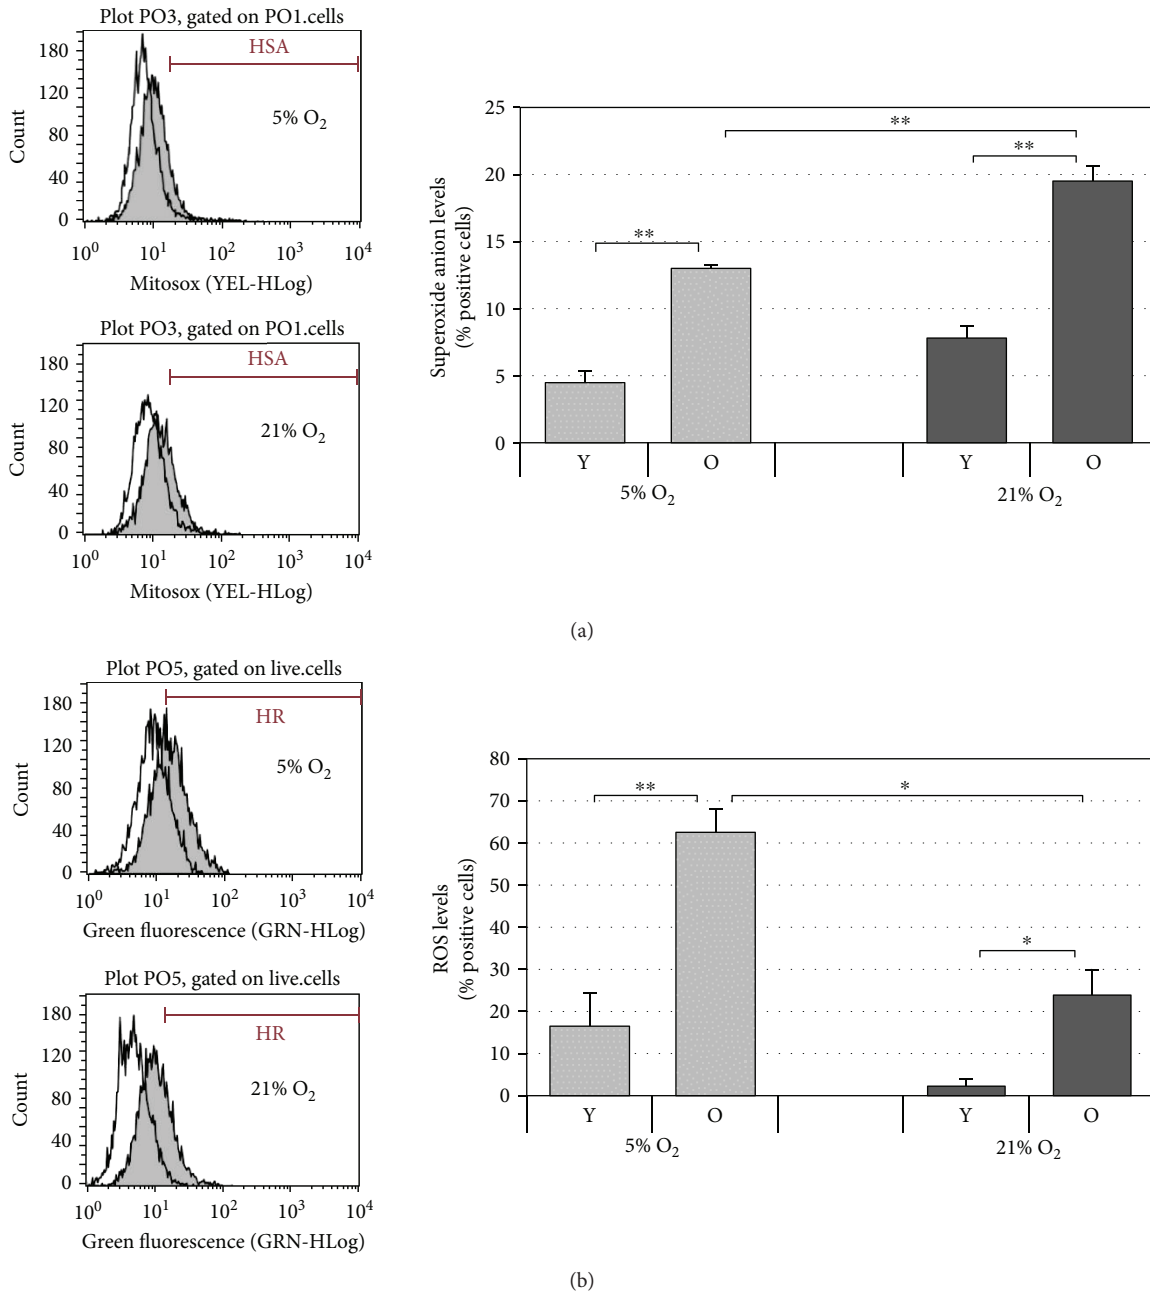 Plot PO3, gated on PO1.cells
HSA
5% O2
180
120
80
40
0
Count
10^0 10^1 10^2 10^3 10^4
Mitosox (YEL-HLog)
Plot PO3, gated on PO1.cells
HSA
21% O2
180
120
80
40
0
Count
10^0 10^1 10^2 10^3 10^4
Mitosox (YEL-HLog)
25
20
15
10
5
0
Superoxide anion levels
(% positive cells)
**
**
**
Y O Y O
5% O2 21% O2
(a)
Plot PO5, gated on live.cells
HR
5% O2
180
120
80
40
0
Count
10^0 10^1 10^2 10^3 10^4
Green fluorescence (GRN-HLog)
Plot PO5, gated on live.cells
HR
21% O2
180
120
80
40
0
Count
10^0 10^1 10^2 10^3 10^4
Green fluorescence (GRN-HLog)
80
70
60
50
40
30
20
10
0
ROS levels
(% positive cells)
** *
*
Y O Y O
5% O2 21% O2
(b)